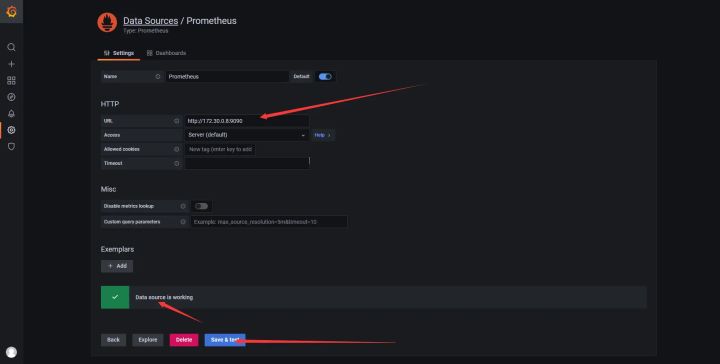 Data Sources / Prometheus
Type: Prometheus
Settings Dashboards
Name Prometheus Default
HTTP
URL http://172.30.0.8:9090
Access Server (default) Help >
Allowed cookies New tag (enter key to add
Timeout
Misc
Disable metrics lookup
Custom query parameters Example: max_source_resolution=5m&timeout=10
Exemplars
+ Add
Data source is working
Back Explore Delete Save & test